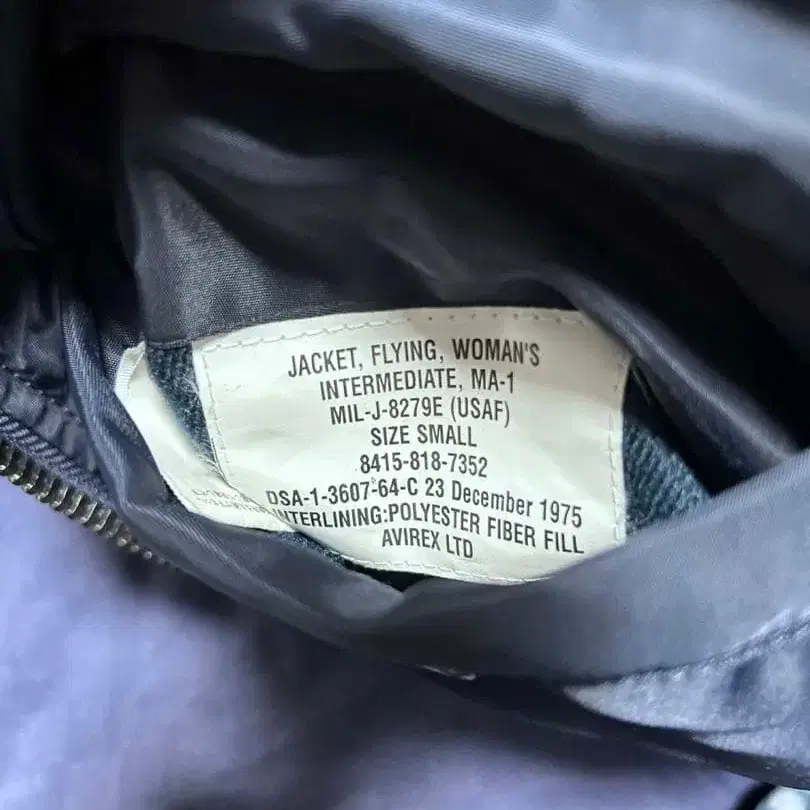 JACKET, FLYING, WOMAN'S
INTERMEDIATE, MA-1
MIL-J-8279E (USAF)
SIZE SMALL
8415-818-7352
DSA-1-3607-64-C 23 December 1975
INTERLINING:POLYESTER FIBER FILL
AVIREX LTD